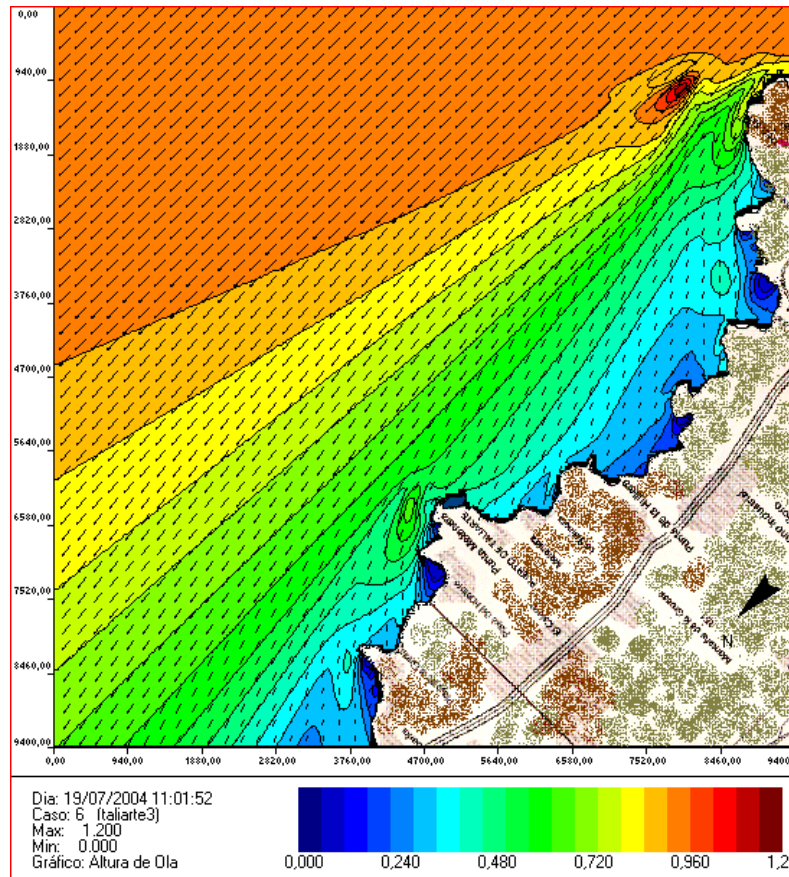 0,00
940,00
1880,00
2820,00
3760,00
4700,00
5640,00
6580,00
7520,00
8460,00
9400,00
0,00 940,00 1880,00 2820,00 3760,00 4700,00 5640,00 6580,00 7520,00 8460,00 9400
N
Dia: 19/07/2004 11:01:52
Caso: 6 (taliarte3)
Max: 1.200
Min: 0.000
Gráfico: Altura de Ola
0,000 0,240 0,480 0,720 0,960 1,2